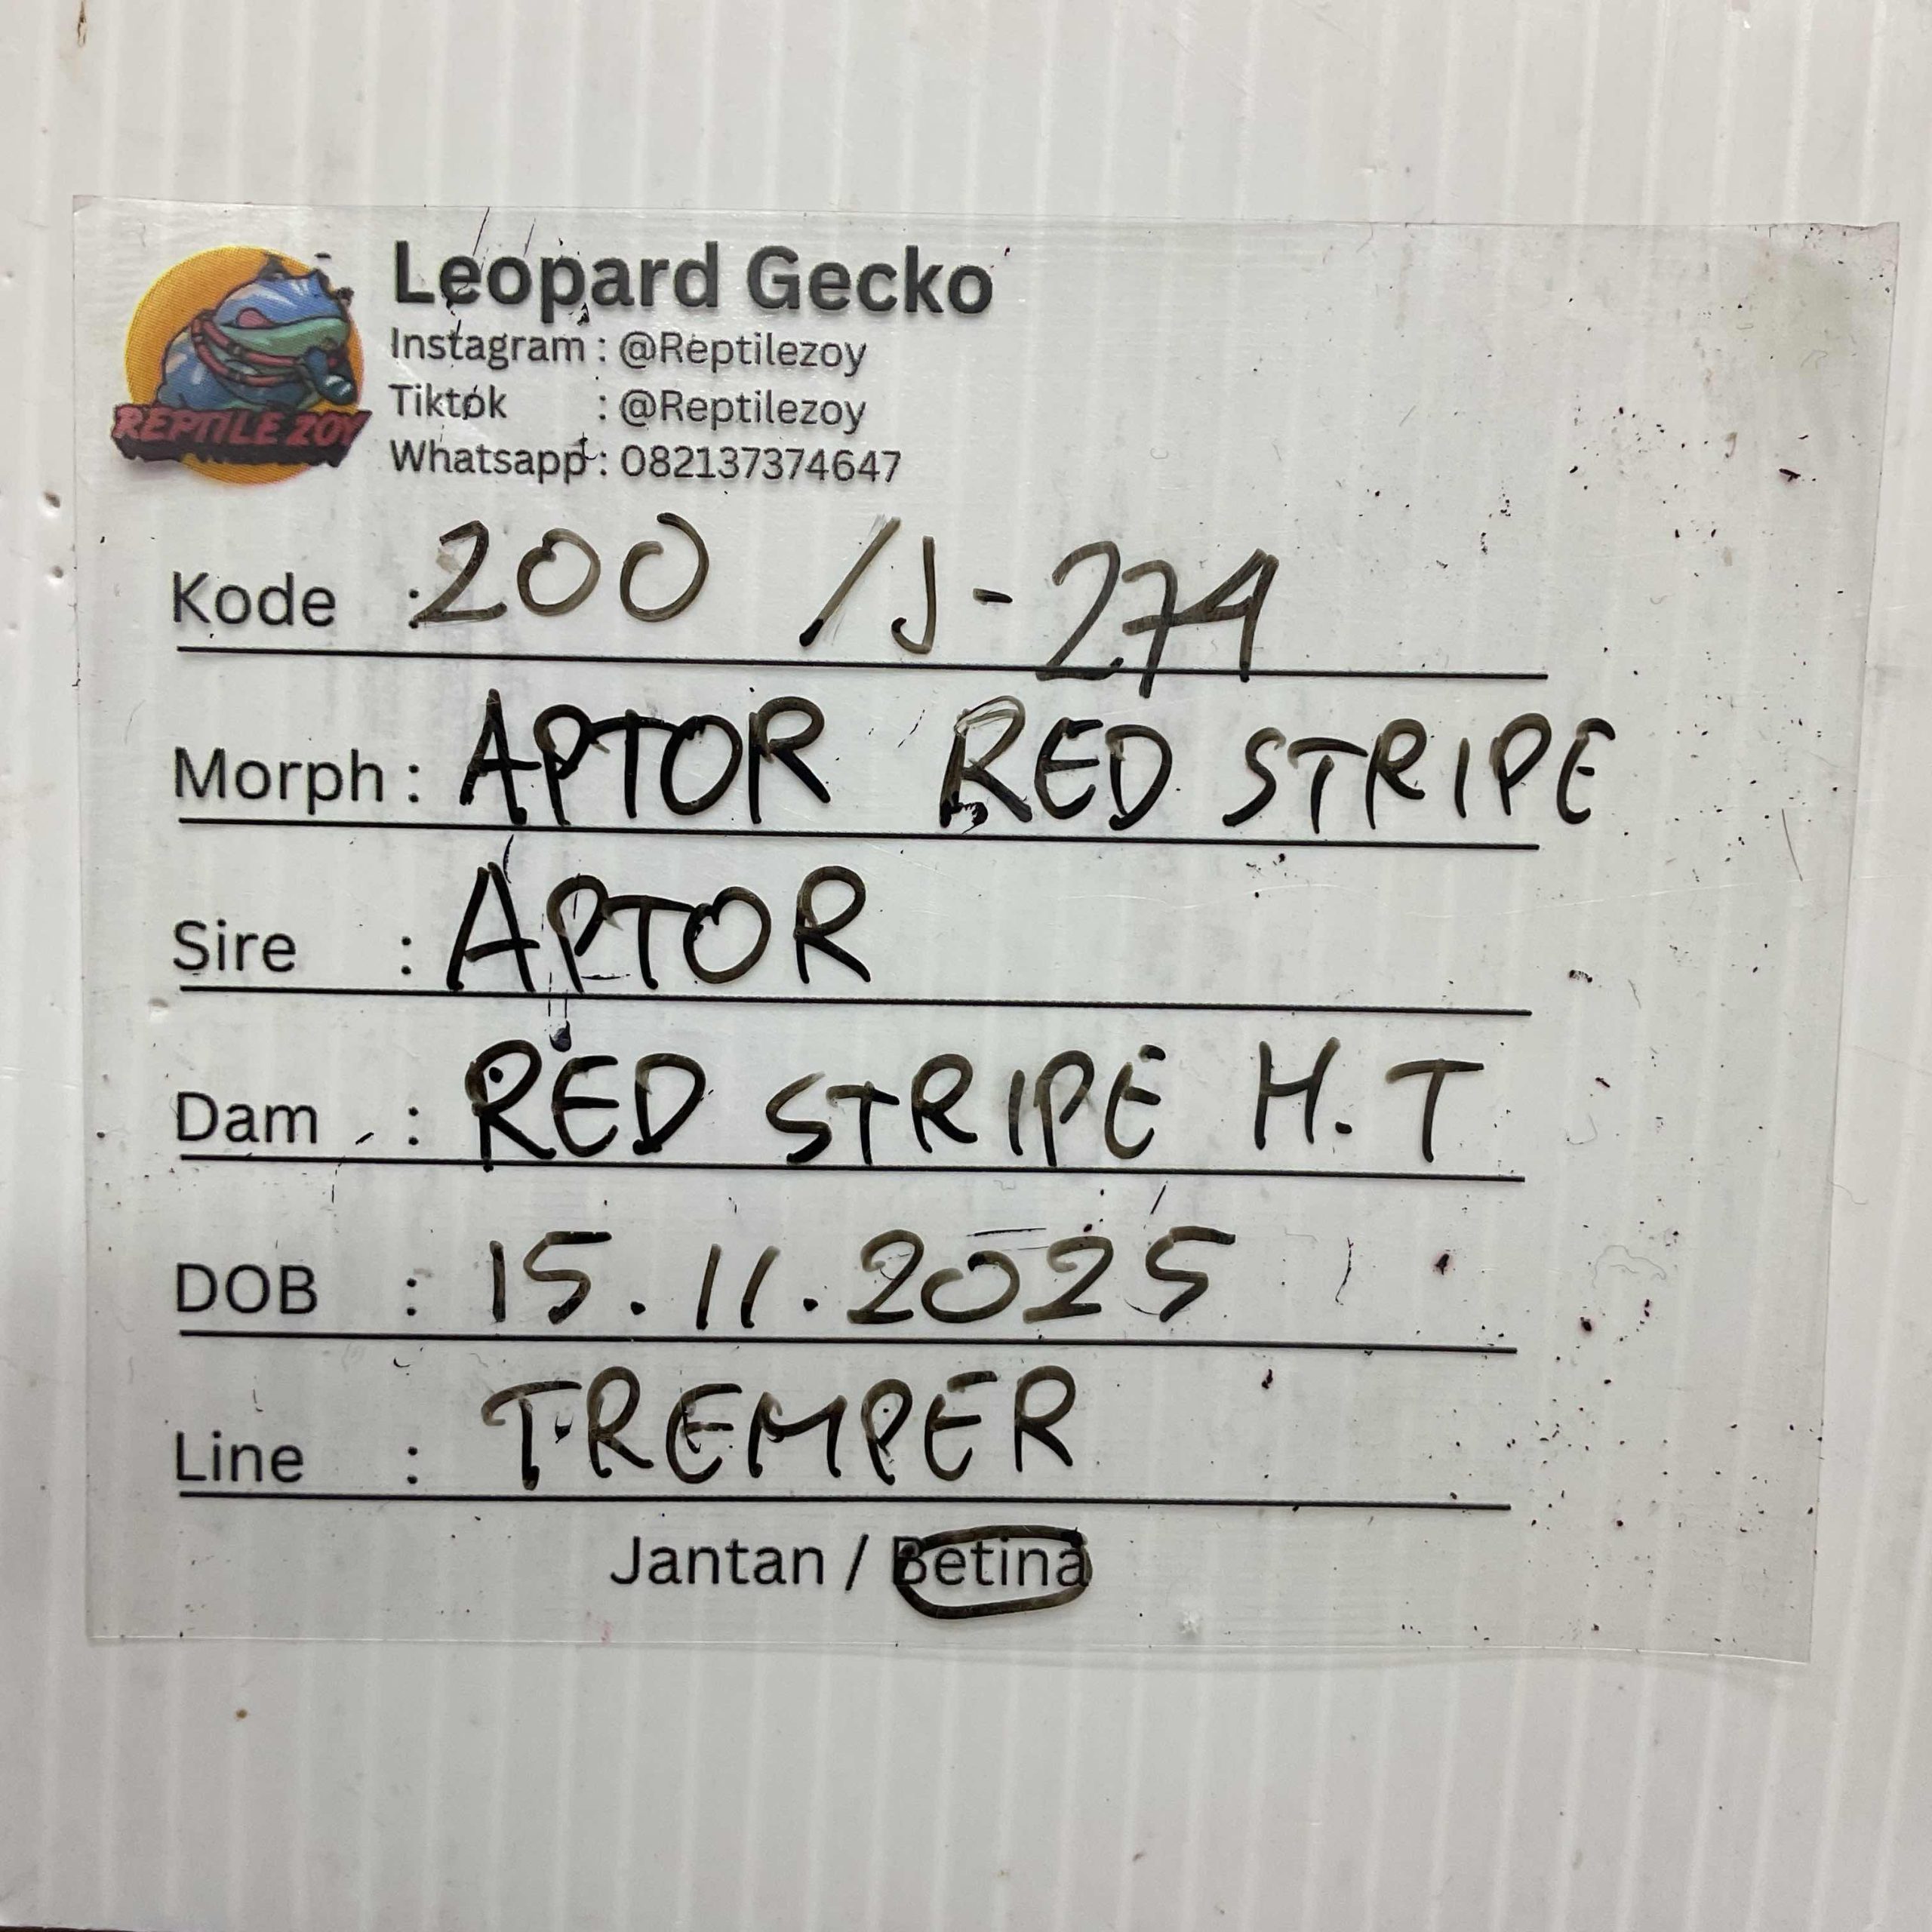 Leopard Gecko
Instagram : @Reptilezoy
Tiktok : @Reptilezoy
Whatsapp : 082137374647
REPTILE ZOY
Kode : 200 / J - 274
Morph : APTOR RED STRIPE
Sire : APTOR
Dam : RED STRIPE H.T
DOB : 15.11.2025
Line : TREMPER
Jantan / Betina